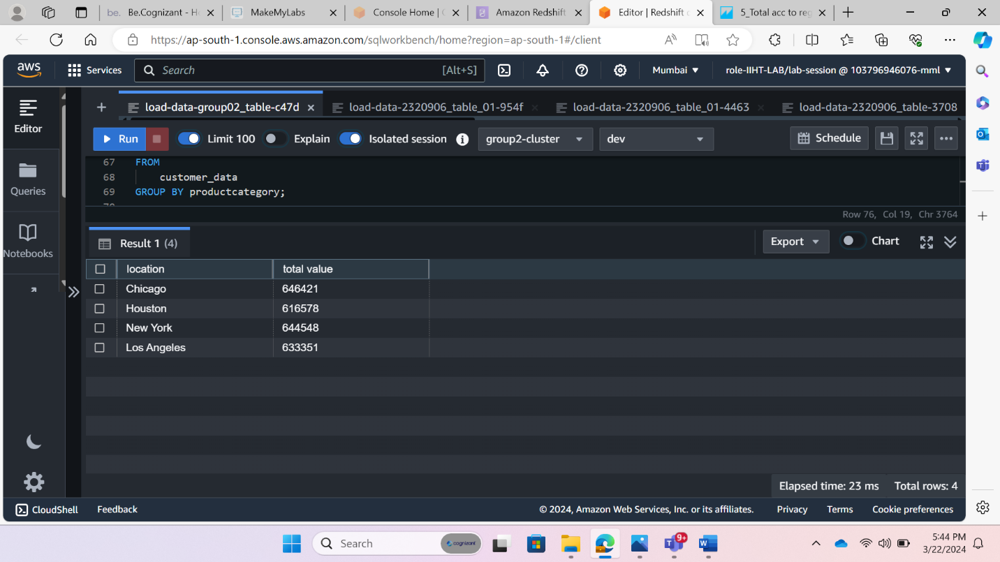 be. Be.Cognizant - H
MakeMyLabs
Console Home |
Amazon Redshift
Editor | Redshift
5_Total acc to reg
https://ap-south-1.console.aws.amazon.com/sqlworkbench/home?region=ap-south-1#/client
aws
Services
Search
[Alt+S]
Mumbai
role-IIHT-LAB/lab-session @ 103796946076-mml
Editor
Queries
Notebooks
load-data-group02_table-c47d
load-data-2320906_table_01-954f
load-data-2320906_table_01-4463
load-data-2320906_table-3708
Run
Limit 100
Explain
Isolated session
group2-cluster
dev
Schedule
67 FROM
68 customer_data
69 GROUP BY productcategory;
Row 76, Col 19, Chr 3764
Result 1 (4)
Export
Chart
location total value
Chicago 646421
Houston 616578
New York 644548
Los Angeles 633351
Elapsed time: 23 ms Total rows: 4
CloudShell
Feedback
© 2024, Amazon Web Services, Inc. or its affiliates.
Privacy
Terms
Cookie preferences
Search
cognizant
9+
5:44 PM
3/22/2024